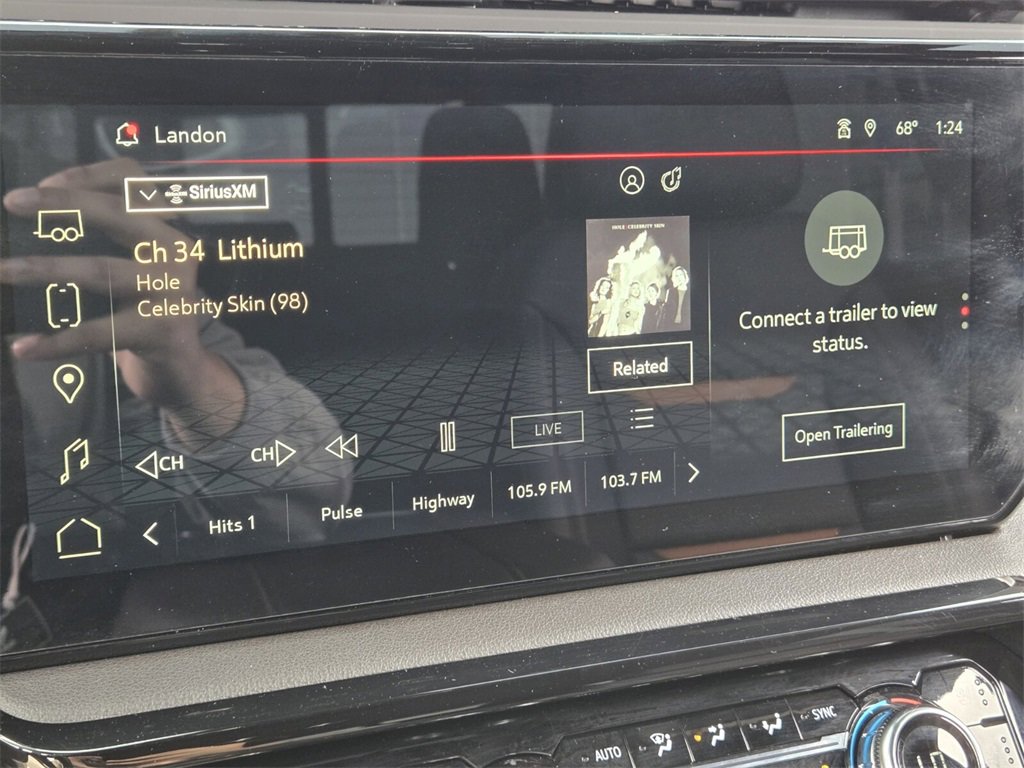 Landon
68° 1:24
SiriusXM
Ch 34 Lithium
Hole
Celebrity Skin (98)
HOLE CELEBRITY SKIN
Related
Connect a trailer to view
status.
Open Trailering
CH
CH
LIVE
Hits 1
Pulse
Highway
105.9 FM
103.7 FM
AUTO
SYNC